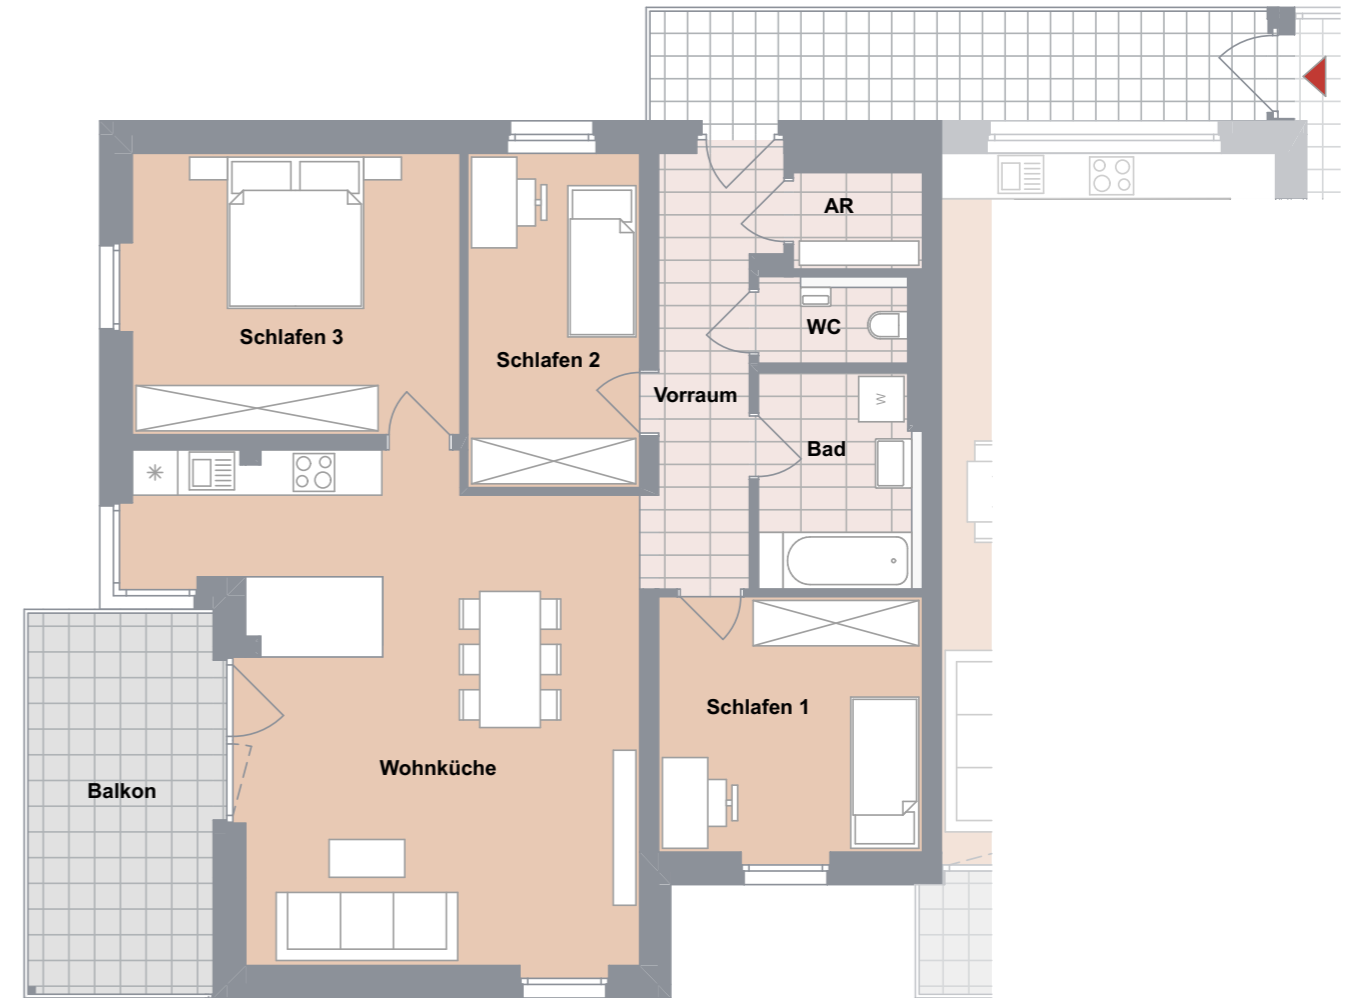 AR
WC
Schlafen 3
Schlafen 2
Vorraum
Bad
W
Schlafen 1
Wohnküche
Balkon